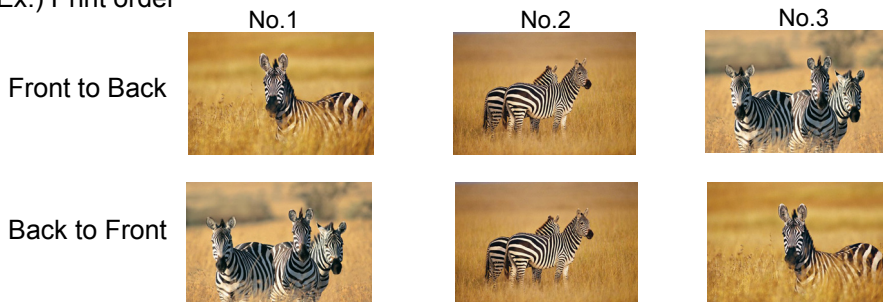 Ex.) Print order
No.1 No.2 No.3
Front to Back
Back to Front